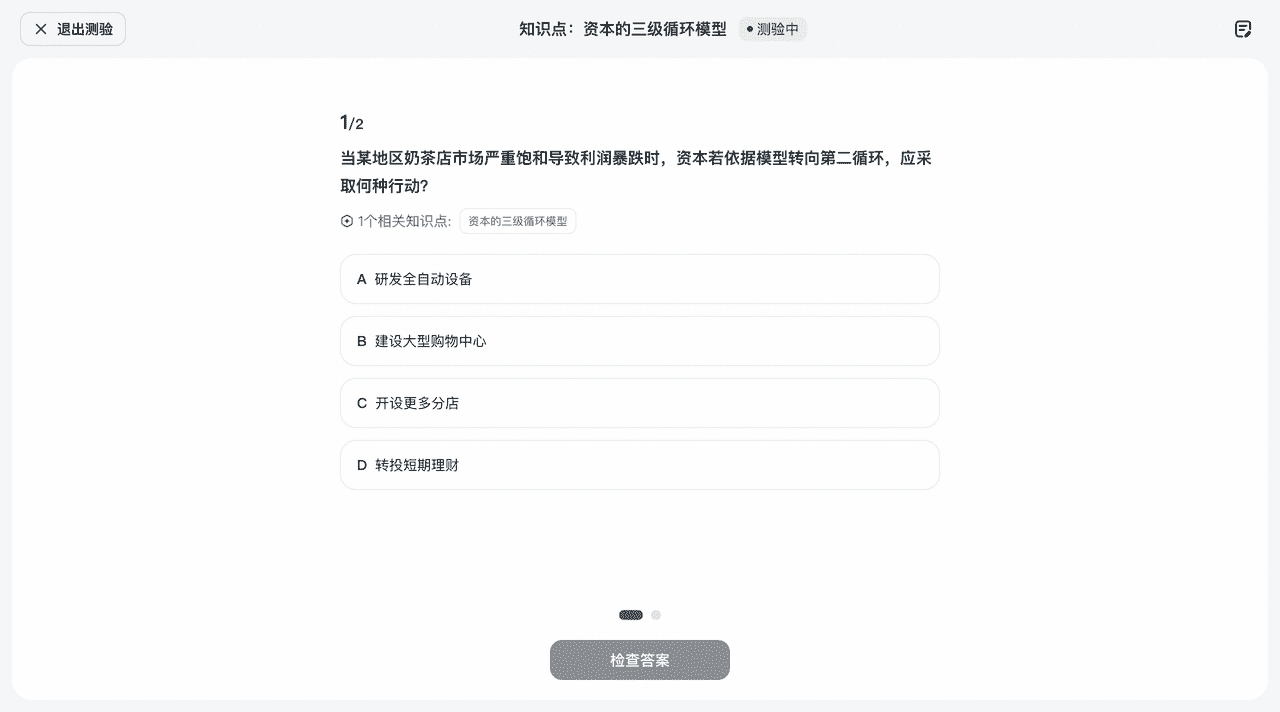 退出测验
知识点：资本的三级循环模型
测验中
1/2
当某地区奶茶店市场严重饱和导致利润暴跌时，资本若依据模型转向第二循环，应采
取何种行动?
1个相关知识点:
资本的三级循环模型
A 研发全自动设备
B 建设大型购物中心
C 开设更多分店
D 转投短期理财
检查答案